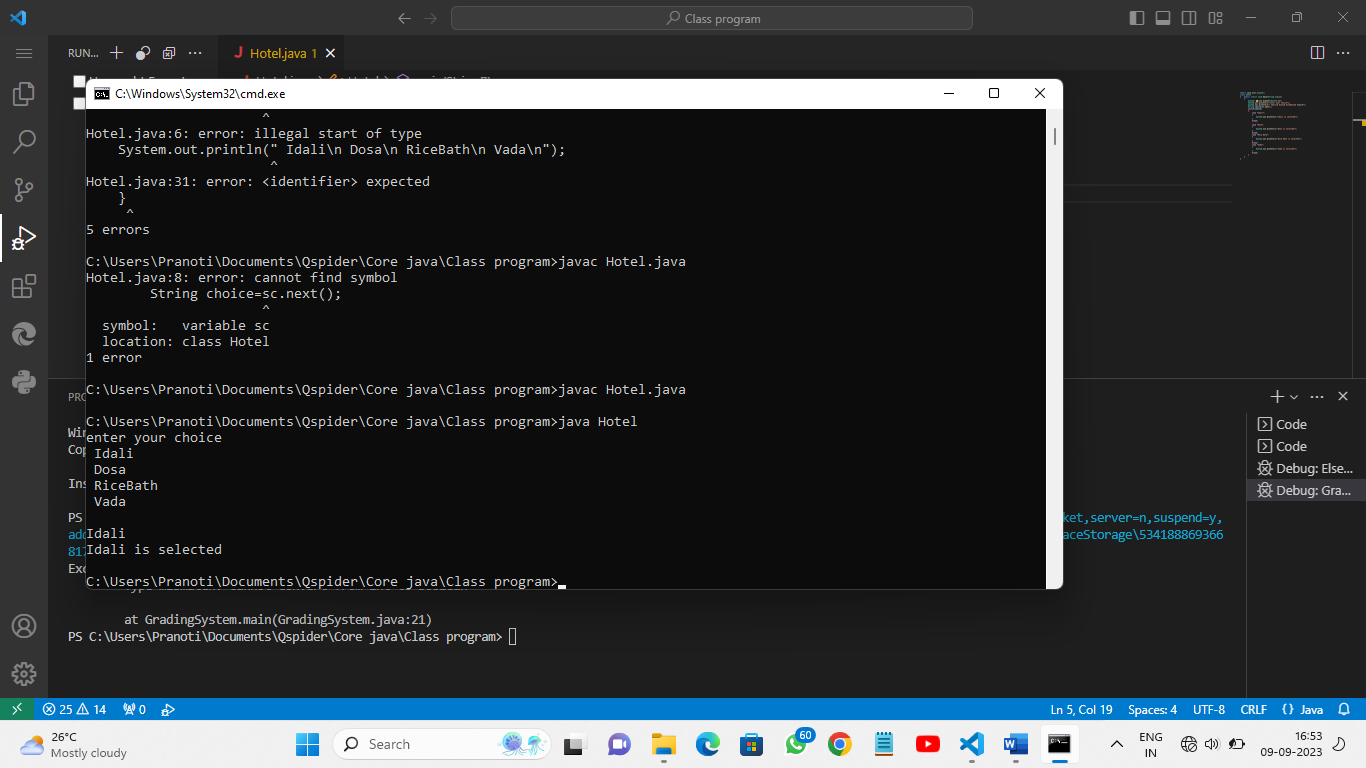 Class program
RUN...
J Hotel.java 1
C:\Windows\System32\cmd.exe
^
Hotel.java:6: error: illegal start of type
System.out.println(" Idali\n Dosa\n RiceBath\n Vada\n");
^
Hotel.java:31: error: <identifier> expected
}
^
5 errors
C:\Users\Pranoti\Documents\Qspider\Core java\Class program>javac Hotel.java
Hotel.java:8: error: cannot find symbol
String choice=sc.next();
^
symbol:   variable sc
location: class Hotel
1 error
C:\Users\Pranoti\Documents\Qspider\Core java\Class program>javac Hotel.java
C:\Users\Pranoti\Documents\Qspider\Core java\Class program>java Hotel
enter your choice
Idali
Dosa
RiceBath
Vada
Idali
Idali is selected
C:\Users\Pranoti\Documents\Qspider\Core java\Class program>
PS
ket,server=n,suspend=y,
aceStorage\534188869366
at GradingSystem.main(GradingSystem.java:21)
PS C:\Users\Pranoti\Documents\Qspider\Core java\Class program>
Code
Code
Debug: Else...
Debug: Gra...
25 14 0
Ln 5, Col 19 Spaces: 4 UTF-8 CRLF {} Java
26°C
Mostly cloudy
Search
60
ENG
IN
16:53
09-09-2023